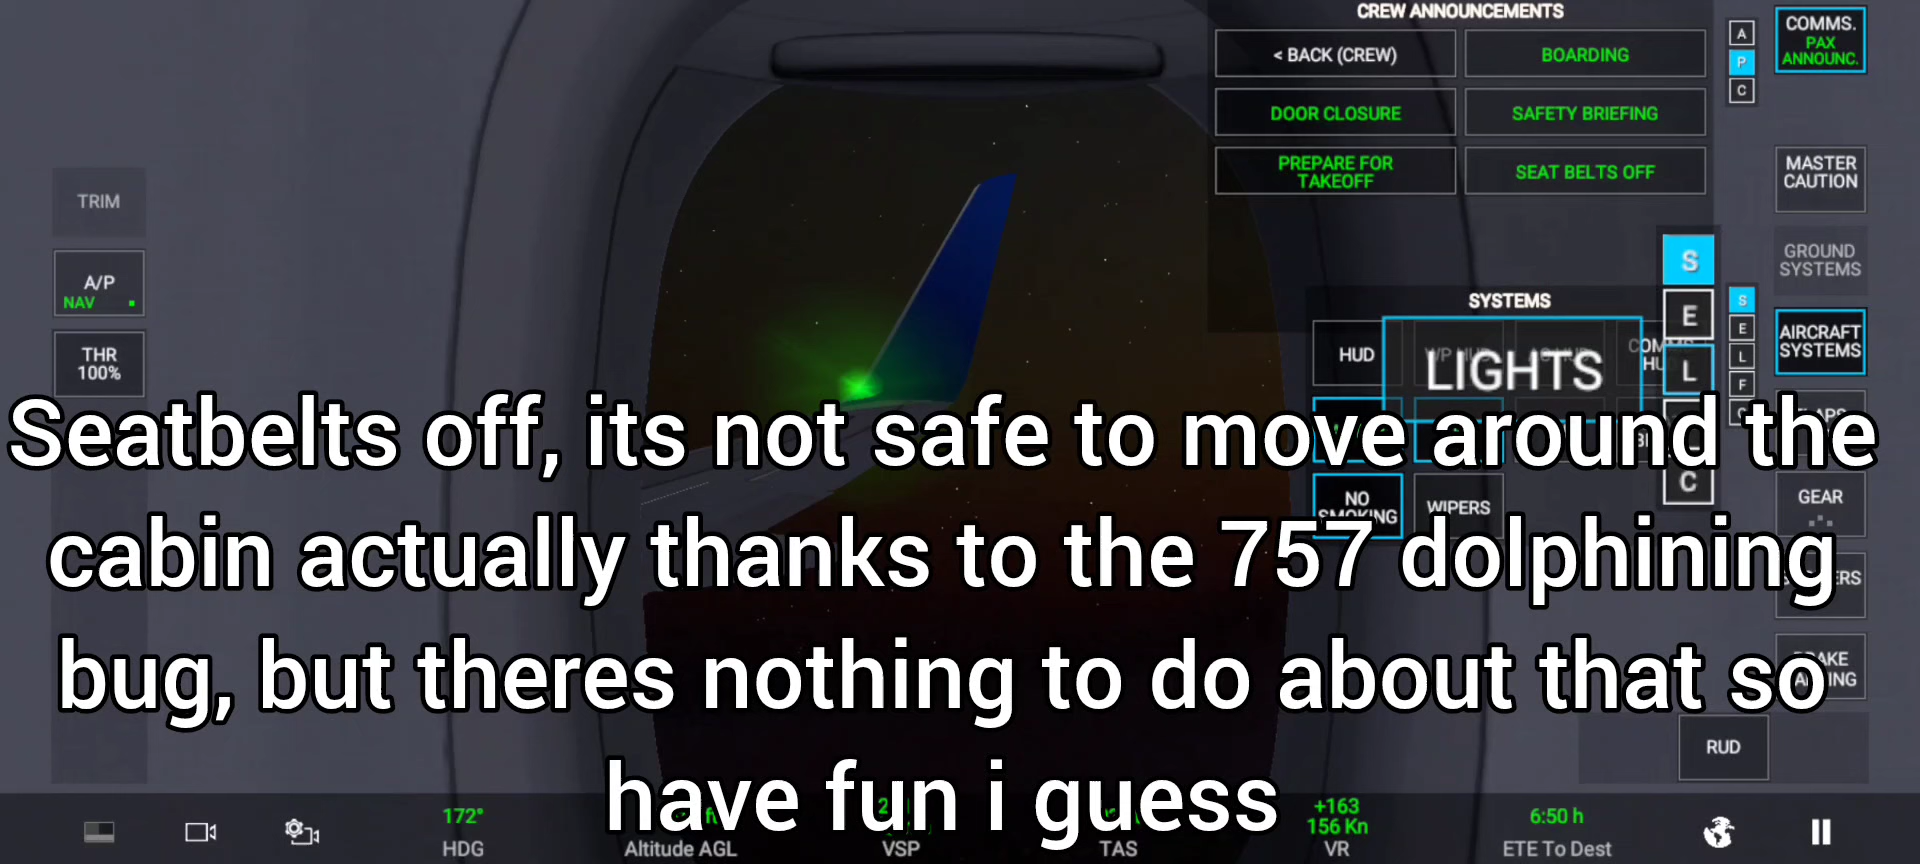 CREW ANNOUNCEMENTS
< BACK (CREW)
BOARDING
DOOR CLOSURE
SAFETY BRIEFING
PREPARE FOR
TAKEOFF
SEAT BELTS OFF
A
P
C
COMMS.
PAX
ANNOUNC.
MASTER
CAUTION
GROUND
SYSTEMS
AIRCRAFT
SYSTEMS
GEAR
TRIM
A/P
NAV
THR
100%
SYSTEMS
HUD
LIGHTS
NO
SMOKING
WIPERS
S
E
L
C
S
E
L
F
Seatbelts off, its not safe to move around the
cabin actually thanks to the 757 dolphining
bug, but theres nothing to do about that so
have fun i guess
RUD
172°
HDG
Altitude AGL
VSP
TAS
+163
156 Kn
VR
6:50 h
ETE To Dest